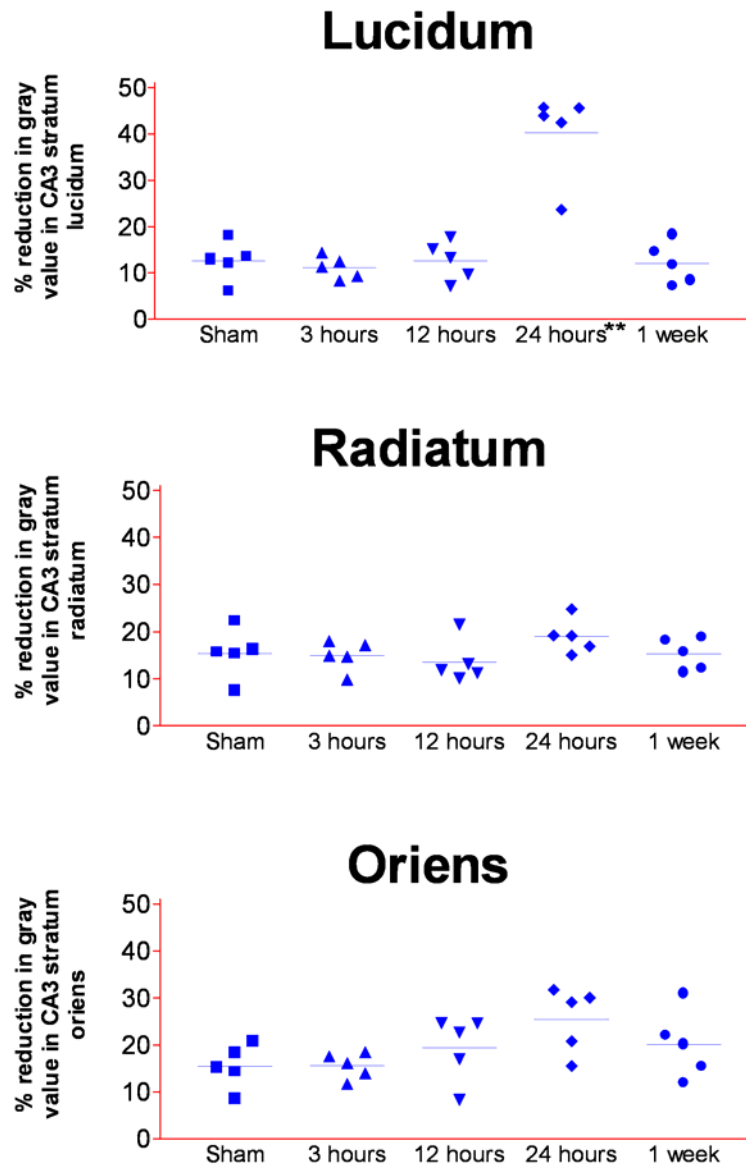 Lucidum
% reduction in gray
value in CA3 stratum
lucidum
50
40
30
20
10
0
Sham 3 hours 12 hours 24 hours** 1 week
Radiatum
% reduction in gray
value in CA3 stratum
radiatum
50
40
30
20
10
0
Sham 3 hours 12 hours 24 hours 1 week
Oriens
% reduction in gray
value in CA3 stratum
oriens
50
40
30
20
10
0
Sham 3 hours 12 hours 24 hours 1 week